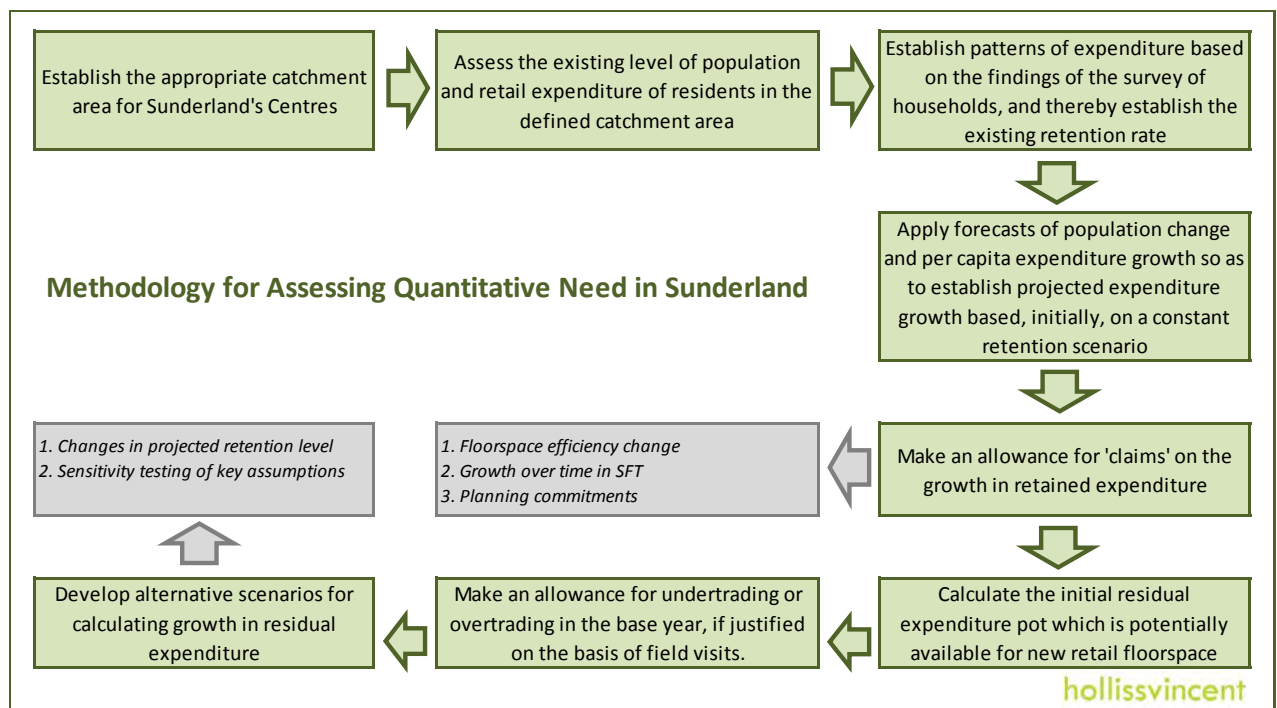 Establish the appropriate catchment
area for Sunderland's Centres
Assess the existing level of population
and retail expenditure of residents in the
defined catchment area
Establish patterns of expenditure based
on the findings of the survey of
households, and thereby establish the
existing retention rate
Apply forecasts of population change
and per capita expenditure growth so as
to establish projected expenditure
growth based, initially, on a constant
retention scenario
Methodology for Assessing Quantitative Need in Sunderland
Make an allowance for 'claims' on the
growth in retained expenditure
1. Floorspace efficiency change
2. Growth over time in SFT
3. Planning commitments
1. Changes in projected retention level
2. Sensitivity testing of key assumptions
Calculate the initial residual
expenditure pot which is potentially
available for new retail floorspace
Make an allowance for undertrading or
overtrading in the base year, if justified
on the basis of field visits.
Develop alternative scenarios for
calculating growth in residual
expenditure
hollissvincent